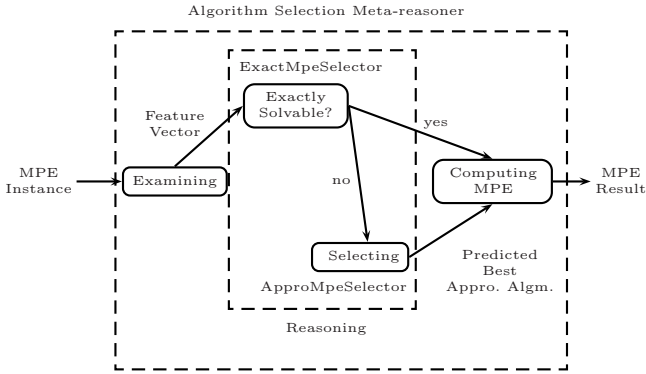 Algorithm Selection Meta-reasoner
ExactMpeSelector
Exactly
Solvable?
Feature
Vector
yes
MPE
Instance
Examining
no
Computing
MPE
MPE
Result
Selecting
Predicted
Best
Appro. Algm.
ApproMpeSelector
Reasoning